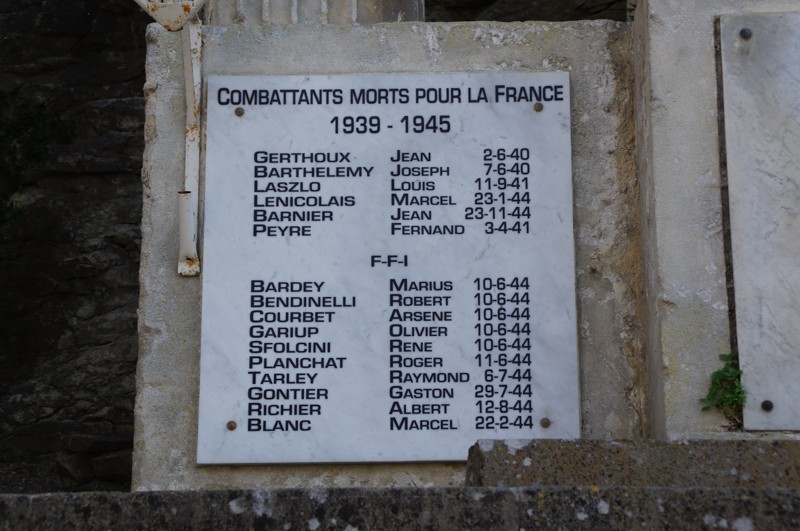 COMBATTANTS MORTS POUR LA FRANCE
1939 - 1945
GERTHOUX JEAN 2-6-40
BARTHELEMY JOSEPH 7-6-40
LASZLO LOUIS 11-9-41
LENICOLAIS MARCEL 23-1-44
BARNIER JEAN 23-11-44
PEYRE FERNAND 3-4-41
F-F-I
BARDEY MARIUS 10-6-44
BENDINELLI ROBERT 10-6-44
COURBET ARSENE 10-6-44
GARIUP OLIVIER 10-6-44
SFOLCINI RENE 10-6-44
PLANCHAT ROGER 11-6-44
TARLEY RAYMOND 6-7-44
GONTIER GASTON 29-7-44
RICHIER ALBERT 12-8-44
BLANC MARCEL 22-2-44